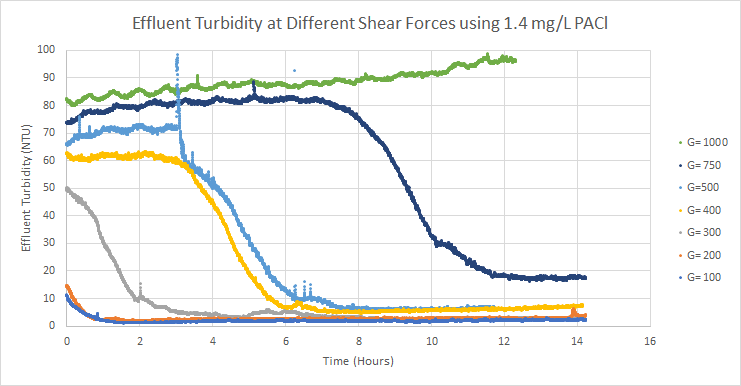 Effluent Turbidity at Different Shear Forces using 1.4 mg/L PACl
100
90
80
70
60
50
40
30
20
10
0
Effluent Turbidity (NTU)
0 2 4 6 8 10 12 14 16
Time (Hours)
G=1000
G=750
G=500
G=400
G=300
G=200
G=100